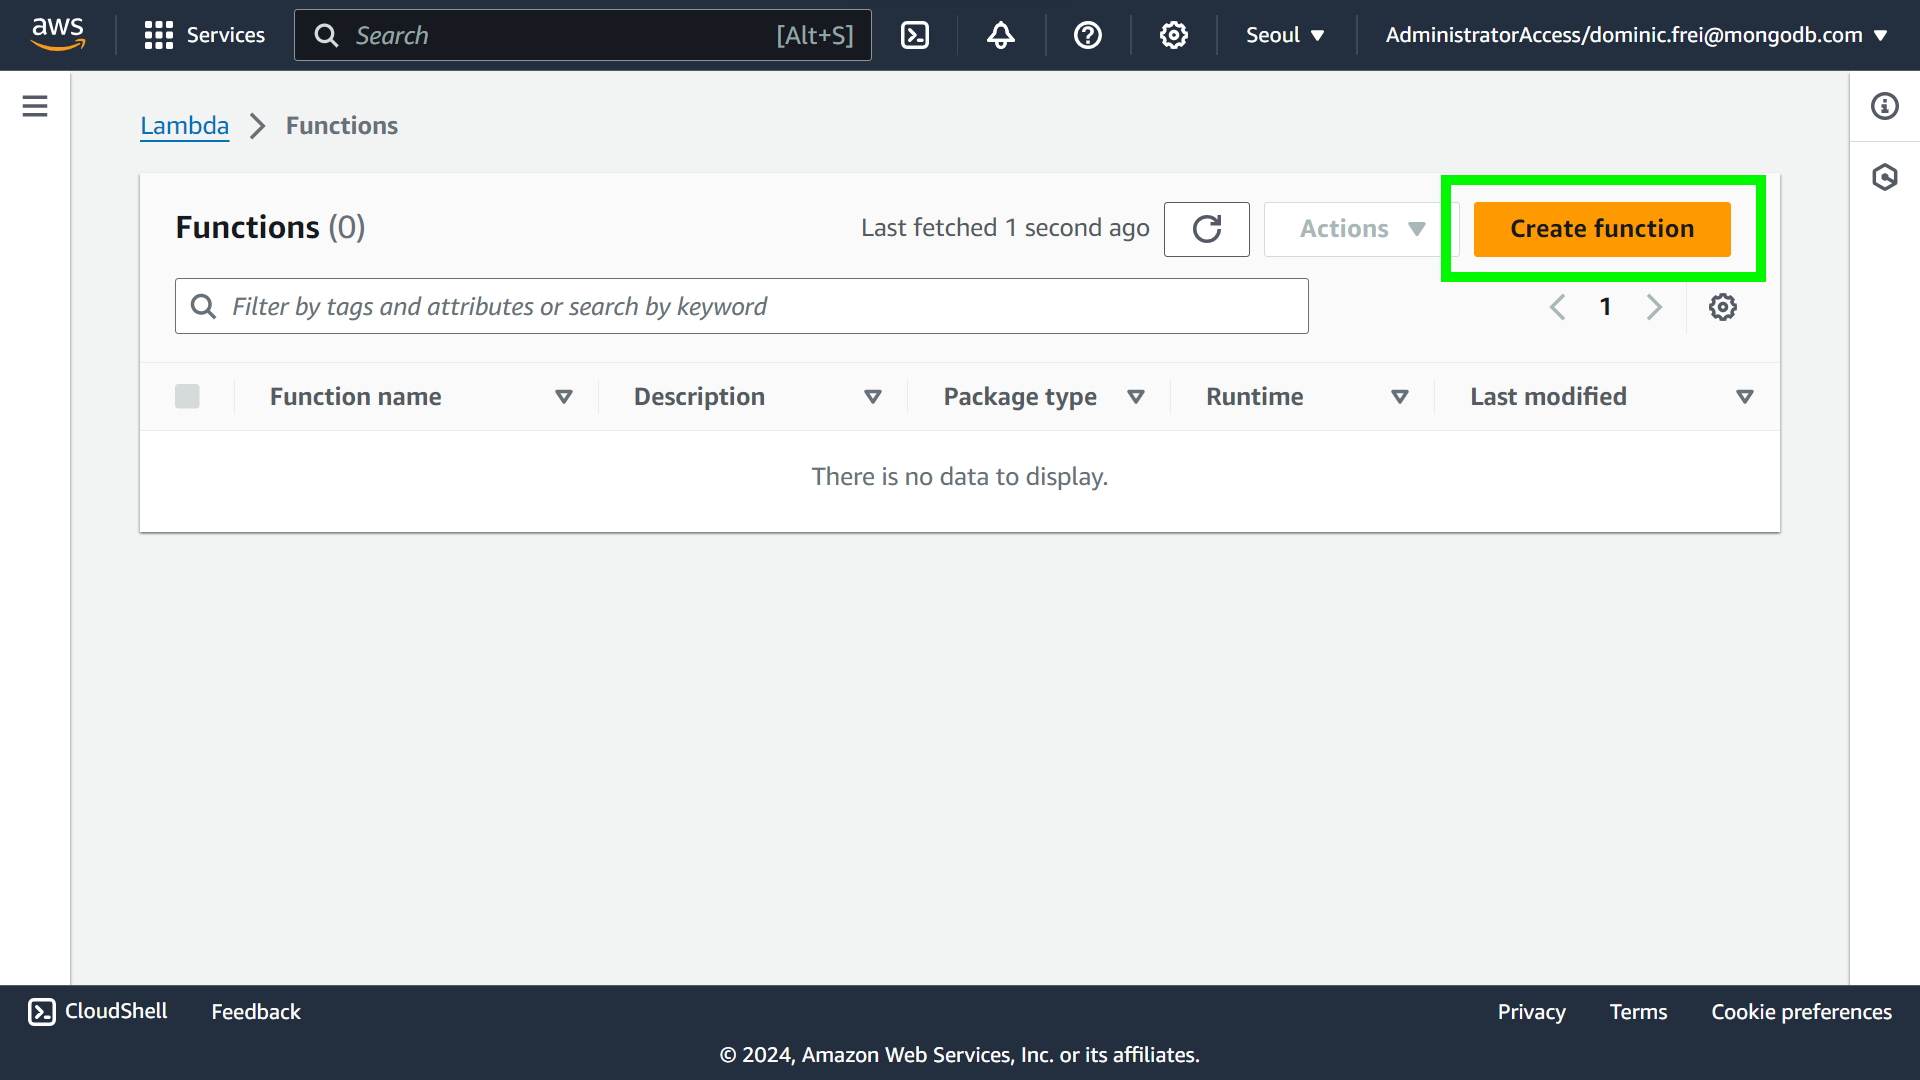 aws
Services
Search
[Alt+S]
Seoul
AdministratorAccess/dominic.frei@mongodb.com
Lambda
Functions
Functions (0)
Last fetched 1 second ago
Actions
Create function
Filter by tags and attributes or search by keyword
1
Function name
Description
Package type
Runtime
Last modified
There is no data to display.
CloudShell
Feedback
Privacy
Terms
Cookie preferences
© 2024, Amazon Web Services, Inc. or its affiliates.